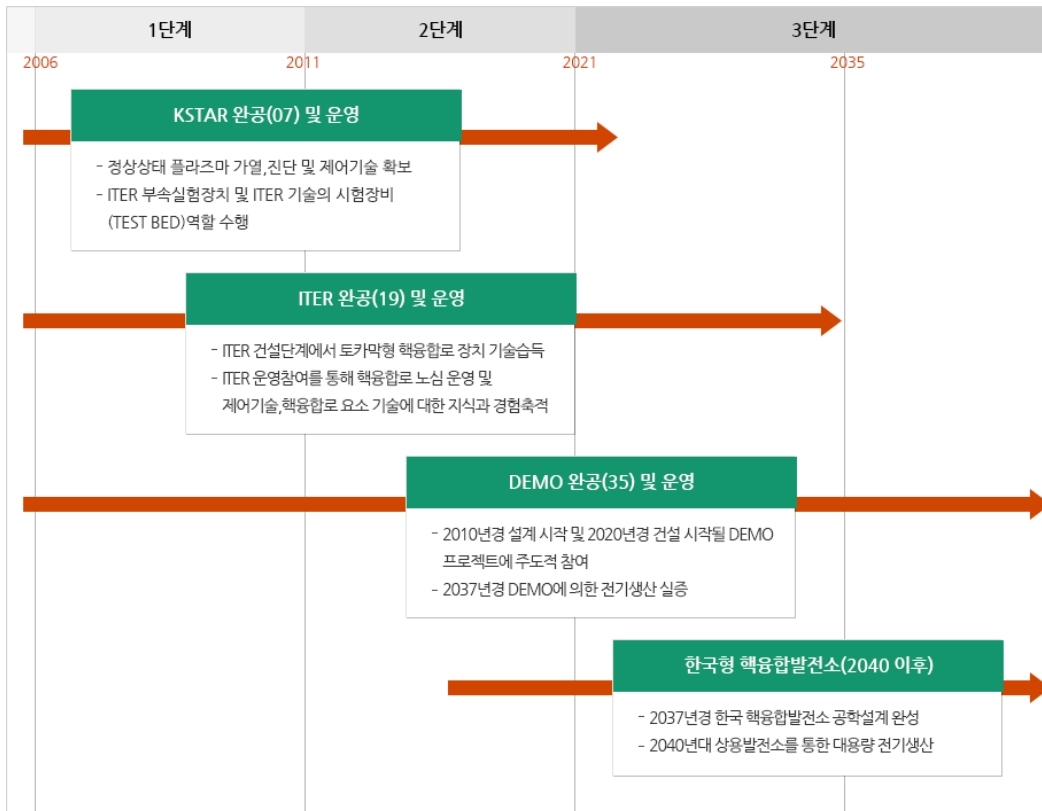 1단계 2단계 3단계
2006 2011 2021 2035
KSTAR 완공(07) 및 운영
- 정상상태 플라즈마 가열,진단 및 제어기술 확보
- ITER 부속실험장치 및 ITER 기술의 시험장비
(TEST BED)역할 수행
ITER 완공(19) 및 운영
- ITER 건설단계에서 토카막형 핵융합로 장치 기술습득
- ITER 운영참여를 통해 핵융합로 노심 운영 및
제어기술,핵융합로 요소 기술에 대한 지식과 경험축적
DEMO 완공(35) 및 운영
- 2010년경 설계 시작 및 2020년경 건설 시작될 DEMO
프로젝트에 주도적 참여
- 2037년경 DEMO에 의한 전기생산 실증
한국형 핵융합발전소(2040 이후)
- 2037년경 한국 핵융합발전소 공학설계 완성
- 2040년대 상용발전소를 통한 대용량 전기생산